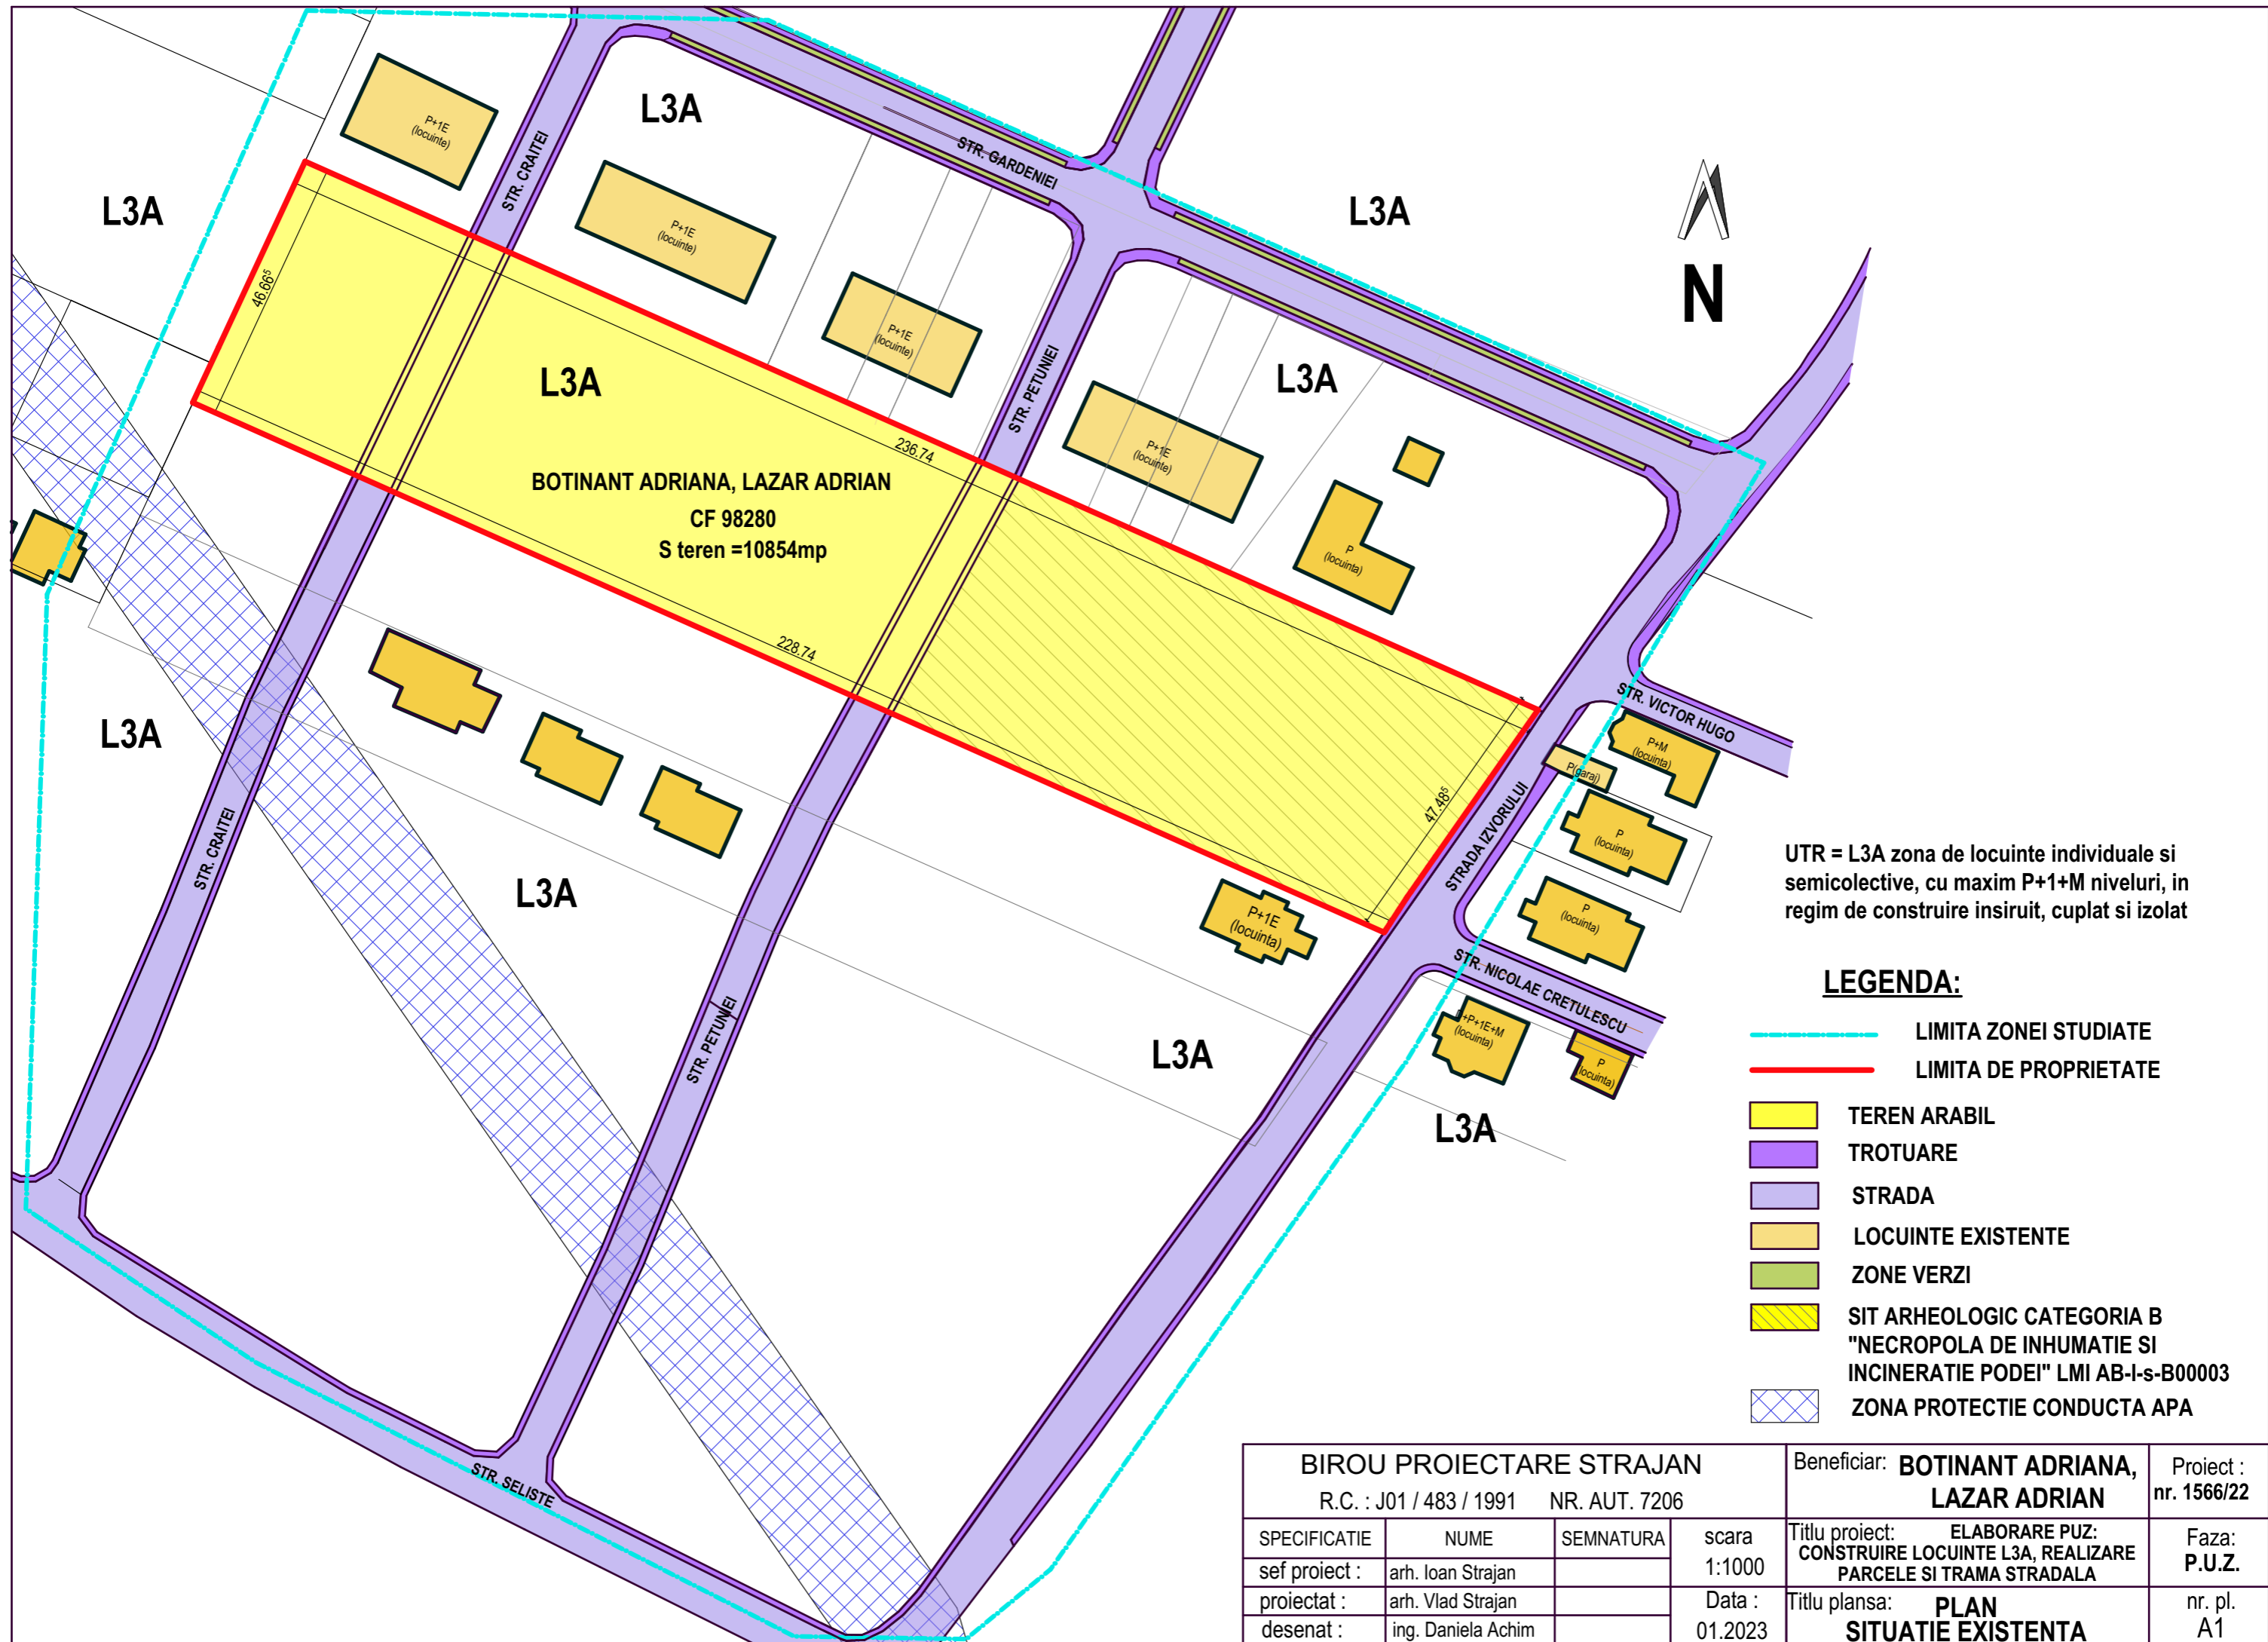 L3A
P+1E
(locuinte)
STR. CRAITEI
STR. GARDENIEI
L3A
L3A
P+1E
(locuinte)
N
46.66⁵
P+1E
(locuinte)
L3A
STR. PETUNIEI
L3A
236.74
P+1E
(locuinte)
BOTINANT ADRIANA, LAZAR ADRIAN
CF 98280
S teren =10854mp
P
(locuinta)
228.74
L3A
STR. VICTOR HUGO
P+M
(locuinta)
P(garaj)
47.48⁵
STRADA IZVORULUI
P
(locuinta)
STR. CRAITEI
L3A
P+1E
(locuinta)
P
(locuinta)
STR. NICOLAE CRETULESCU
STR. PETUNIEI
L3A
+P+1E+M
(locuinta)
P
locuinta)
L3A
STR. SELISTE
UTR = L3A zona de locuinte individuale si
semicolective, cu maxim P+1+M niveluri, in
regim de construire insiruit, cuplat si izolat
LEGENDA:
LIMITA ZONEI STUDIATE
LIMITA DE PROPRIETATE
TEREN ARABIL
TROTUARE
STRADA
LOCUINTE EXISTENTE
ZONE VERZI
SIT ARHEOLOGIC CATEGORIA B
"NECROPOLA DE INHUMATIE SI
INCINERATIE PODEI" LMI AB-I-s-B00003
ZONA PROTECTIE CONDUCTA APA
BIROU PROIECTARE STRAJAN
R.C. : J01 / 483 / 1991 NR. AUT. 7206
Beneficiar: BOTINANT ADRIANA,
LAZAR ADRIAN
Proiect :
nr. 1566/22
SPECIFICATIE NUME SEMNATURA
sef proiect : arh. Ioan Strajan
proiectat : arh. Vlad Strajan
desenat : ing. Daniela Achim
scara
1:1000
Data :
01.2023
Titlu proiect: ELABORARE PUZ:
CONSTRUIRE LOCUINTE L3A, REALIZARE
PARCELE SI TRAMA STRADALA
Faza:
P.U.Z.
Titlu plansa: PLAN
SITUATIE EXISTENTA
nr. pl.
A1